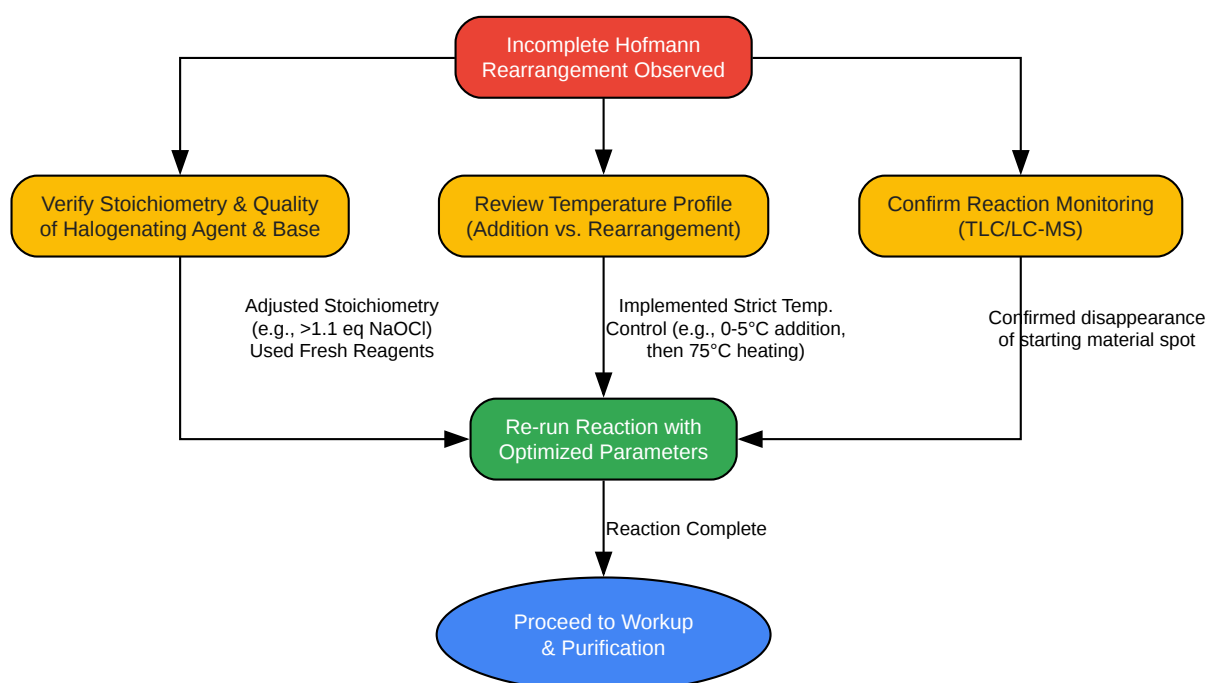 Incomplete Hofmann
Rearrangement Observed
Verify Stoichiometry & Quality
of Halogenating Agent & Base
Review Temperature Profile
(Addition vs. Rearrangement)
Confirm Reaction Monitoring
(TLC/LC-MS)
Adjusted Stoichiometry
(e.g., >1.1 eq NaOCl)
Used Fresh Reagents
Implemented Strict Temp.
Control (e.g., 0-5°C addition,
then 75°C heating)
Confirmed disappearance
of starting material spot
Re-run Reaction with
Optimized Parameters
Reaction Complete
Proceed to Workup
& Purification